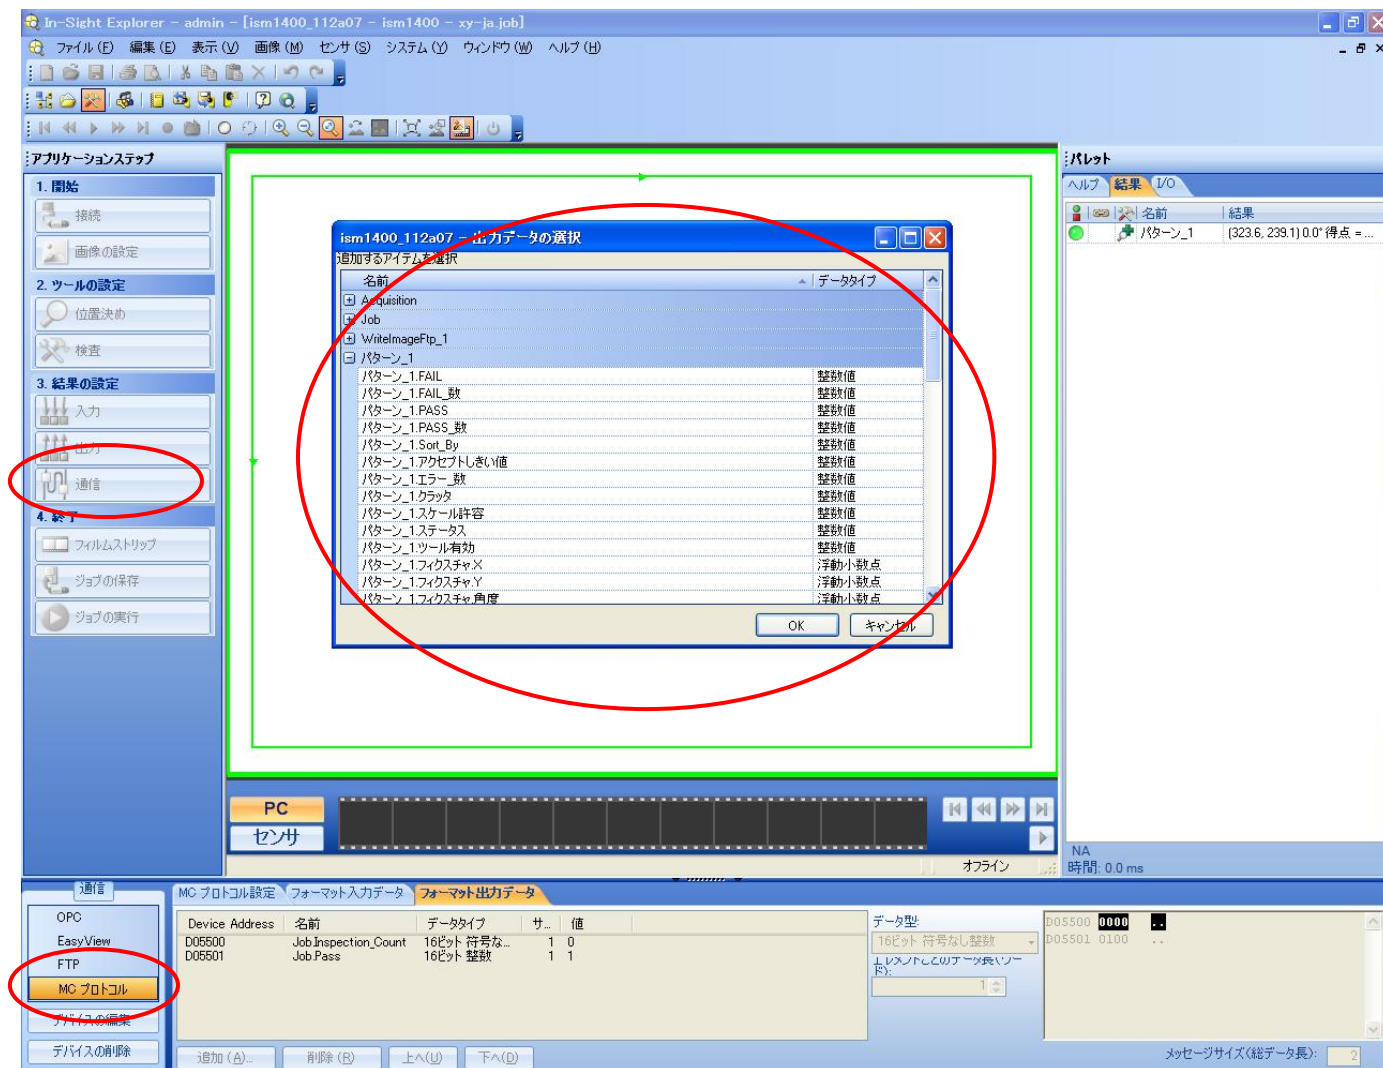 In-Sight Explorer - admin - [ism1400_112a07 - ism1400 - xy-ja.job]
ファイル(F) 編集(E) 表示(V) 画像(M) センサ(S) システム(Y) ウィンドウ(W) ヘルプ(H)
アプリケーションステップ
1. 開始
接続
画像の設定
2. ツールの設定
位置決め
検査
3. 結果の設定
入力
出力
通信
4. 終了
フィルムストリップ
ジョブの保存
ジョブの実行
ism1400_112a07 - 出力データの選択
追加するアイテムを選択
名前 データタイプ
Acquisition
Job
WriteImageFtp_1
パターン_1
パターン_1.FAIL 整数値
パターン_1.FAIL_数 整数値
パターン_1.PASS 整数値
パターン_1.PASS_数 整数値
パターン_1.Sort_By 整数値
パターン_1.アクセプトしきい値 整数値
パターン_1.エラー_数 整数値
パターン_1.クラッタ 整数値
パターン_1.スケール許容 整数値
パターン_1.ステータス 整数値
パターン_1.ツール有効 整数値
パターン_1.フィクスチャ.X 浮動小数点
パターン_1.フィクスチャ.Y 浮動小数点
パターン_1.フィクスチャ.角度 浮動小数点
OK キャンセル
パレット
ヘルプ 結果 I/O
名前 結果
パターン_1 (323.6, 239.1) 0.0° 得点 = ...
PC
センサ
オフライン
NA
時間: 0.0 ms
通信
OPC
EasyView
FTP
MC プロトコル
デバイスの編集
デバイスの削除
MC プロトコル設定 フォーマット入力データ フォーマット出力データ
Device Address 名前 データタイプ サ... 値
D05500 Job.Inspection_Count 16ビット 符号な... 1 0
D05501 Job.Pass 16ビット 整数 1 1
追加(A)... 削除(R) 上へ(U) 下へ(D)
データ型:
16ビット 符号なし整数
エレメントごとのデータ長(ワード):
1
D05500 0000 ..
D05501 0100 ..
メッセージサイズ(総データ長): 2